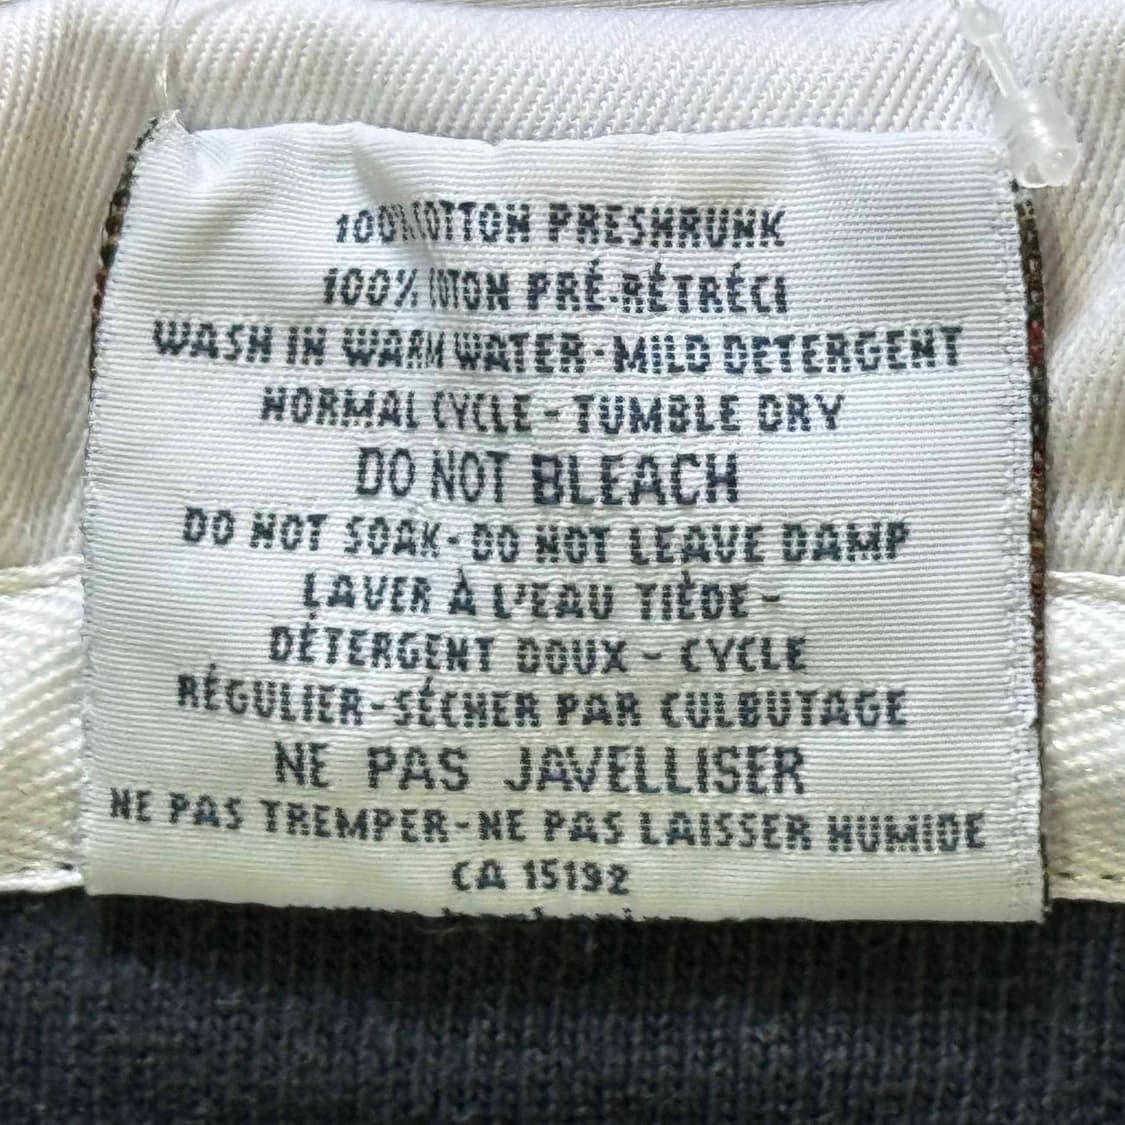 100% COTTON PRESHRUNK
100% COTON PRÉ-RÉTRÉCI
WASH IN WARM WATER - MILD DETERGENT
NORMAL CYCLE - TUMBLE DRY
DO NOT BLEACH
DO NOT SOAK - DO NOT LEAVE DAMP
LAVER À L'EAU TIÈDE -
DÉTERGENT DOUX - CYCLE
RÉGULIER - SÉCHER PAR CULBUTAGE
NE PAS JAVELLISER
NE PAS TREMPER - NE PAS LAISSER HUMIDE
CA 15192